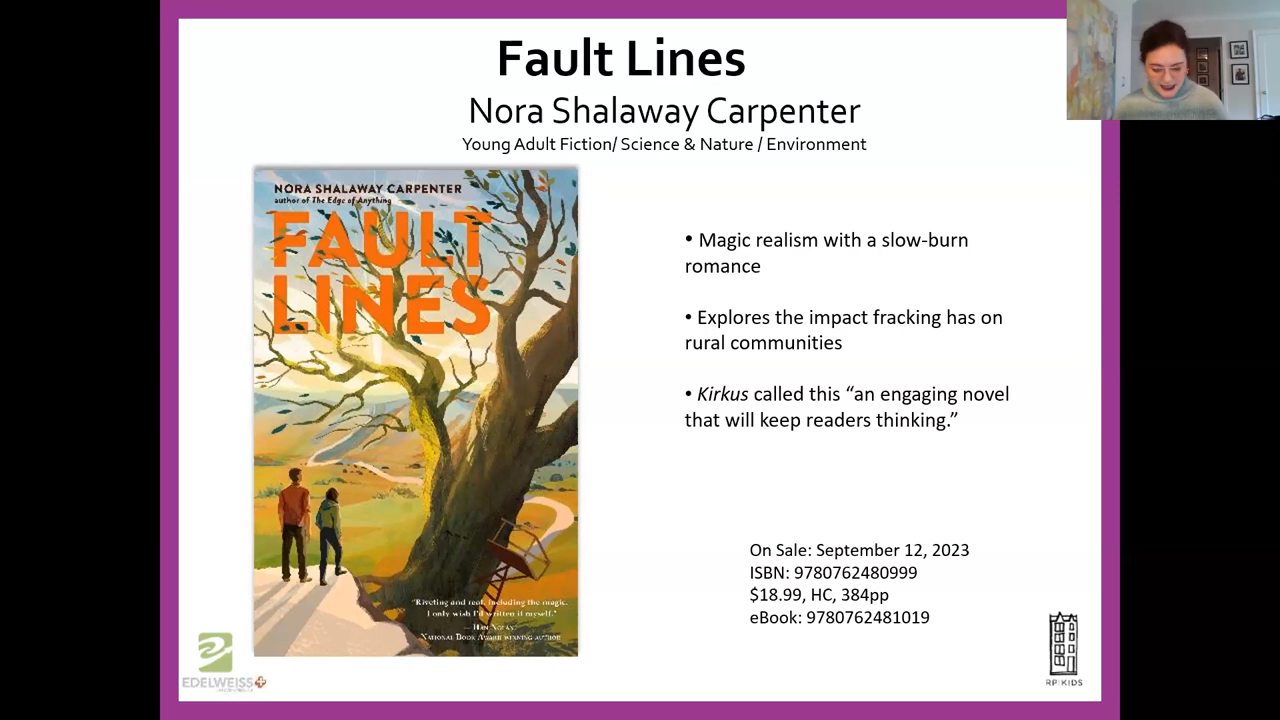 Fault Lines
Nora Shalaway Carpenter
Young Adult Fiction/ Science & Nature / Environment
NORA SHALAWAY CARPENTER
author of The Edge of Anything
FAULT
LINES
"Riveting and real, including the magic.
I only wish I'd written it myself."
— Han Nolan,
National Book Award winning author
• Magic realism with a slow-burn
romance
• Explores the impact fracking has on
rural communities
• Kirkus called this “an engaging novel
that will keep readers thinking.”
On Sale: September 12, 2023
ISBN: 9780762480999
$18.99, HC, 384pp
eBook: 9780762481019
EDELWEISS+
RP|KIDS